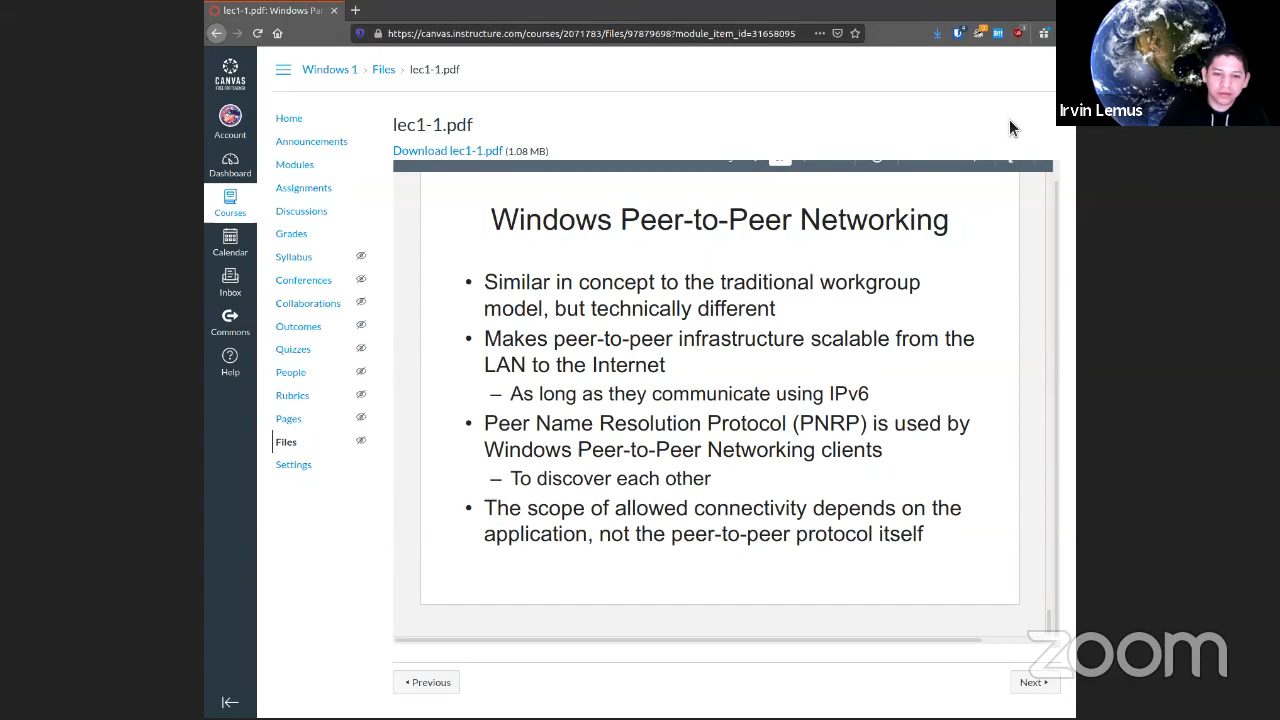 lec1-1.pdf: Windows Par
https://canvas.instructure.com/courses/2071783/files/97879698?module_item_id=31658095
Irvin Lemus
CANVAS
FREE FOR TEACHER
Account
Dashboard
Courses
Calendar
Inbox
Commons
Help
Windows 1 › Files › lec1-1.pdf
Home
Announcements
Modules
Assignments
Discussions
Grades
Syllabus
Conferences
Collaborations
Outcomes
Quizzes
People
Rubrics
Pages
Files
Settings
lec1-1.pdf
Download lec1-1.pdf (1.08 MB)
Windows Peer-to-Peer Networking
• Similar in concept to the traditional workgroup
model, but technically different
• Makes peer-to-peer infrastructure scalable from the
LAN to the Internet
– As long as they communicate using IPv6
• Peer Name Resolution Protocol (PNRP) is used by
Windows Peer-to-Peer Networking clients
– To discover each other
• The scope of allowed connectivity depends on the
application, not the peer-to-peer protocol itself
Previous
Next
zoom